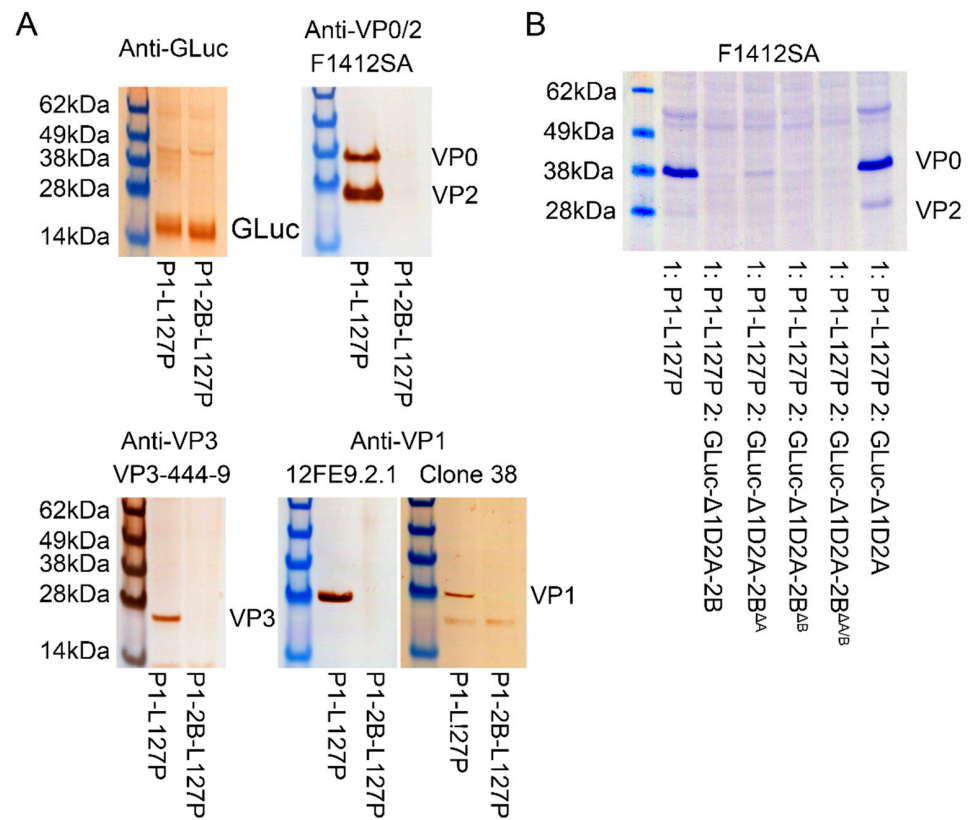 A
Anti-GLuc
62kDa
49kDa
38kDa
28kDa
14kDa
GLuc
P1-L127P
P1-2B-L127P
Anti-VP0/2
F1412SA
VP0
VP2
P1-L127P
P1-2B-L127P
Anti-VP3
VP3-444-9
62kDa
49kDa
38kDa
28kDa
14kDa
VP3
P1-L127P
P1-2B-L127P
Anti-VP1
12FE9.2.1
Clone 38
VP1
P1-L127P
P1-2B-L127P
P1-L!27P
P1-2B-L127P
B
F1412SA
62kDa
49kDa
38kDa
28kDa
VP0
VP2
1: P1-L127P
1: P1-L127P 2: GLuc-Δ1D2A-2B
1: P1-L127P 2: GLuc-Δ1D2A-2BΔA
1: P1-L127P 2: GLuc-Δ1D2A-2BΔB
1: P1-L127P 2: GLuc-Δ1D2A-2BΔA/B
1: P1-L127P 2: GLuc-Δ1D2A